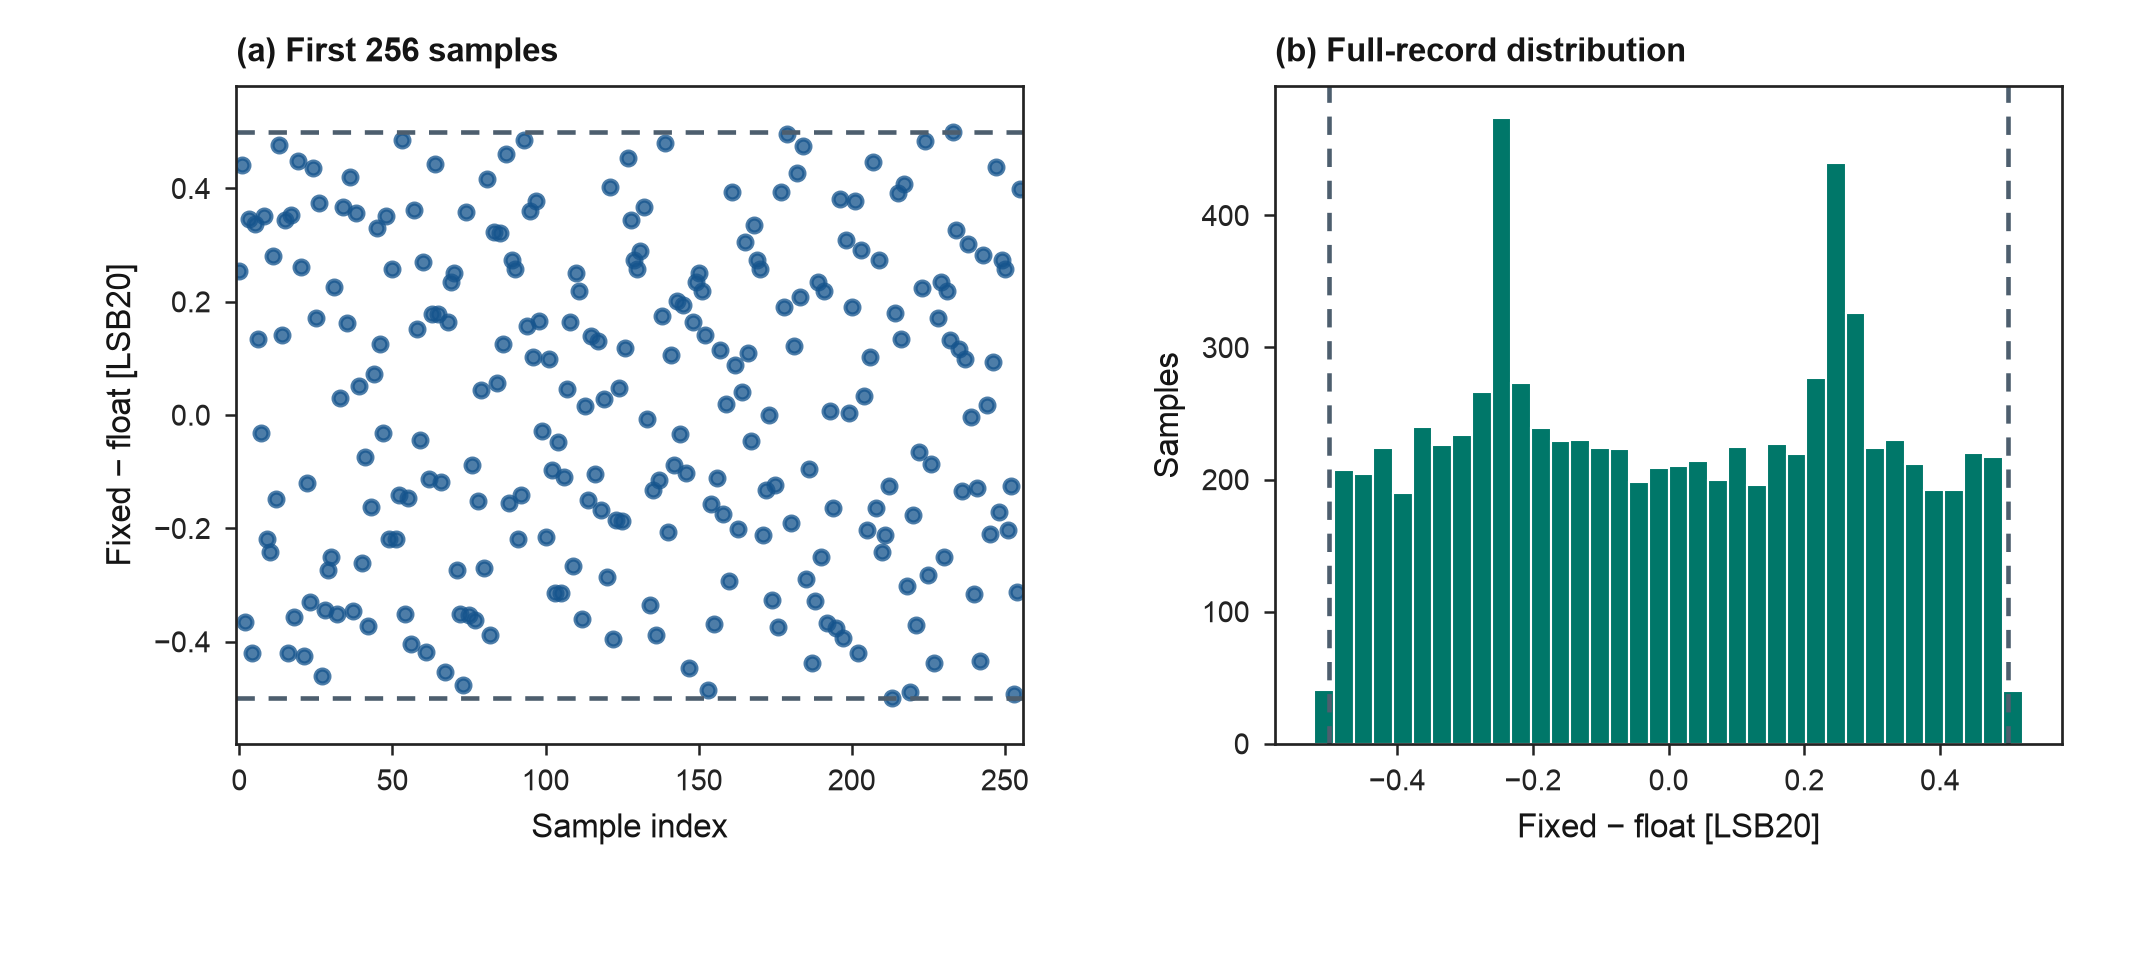 (a) First 256 samples
Fixed − float [LSB20]
0.4
0.2
0.0
−0.2
−0.4
0 50 100 150 200 250
Sample index
(b) Full-record distribution
Samples
400
300
200
100
0
−0.4 −0.2 0.0 0.2 0.4
Fixed − float [LSB20]